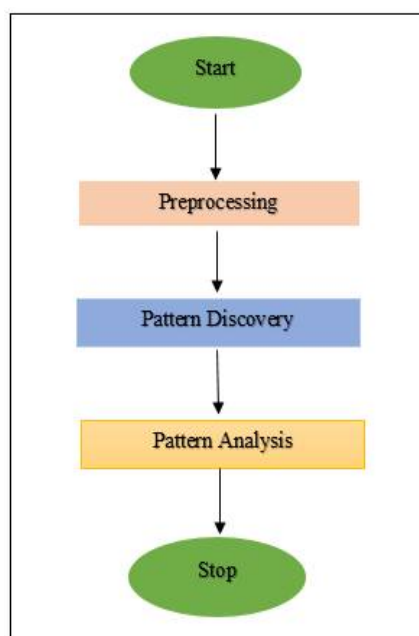 Start
Preprocessing
Pattern Discovery
Pattern Analysis
Stop